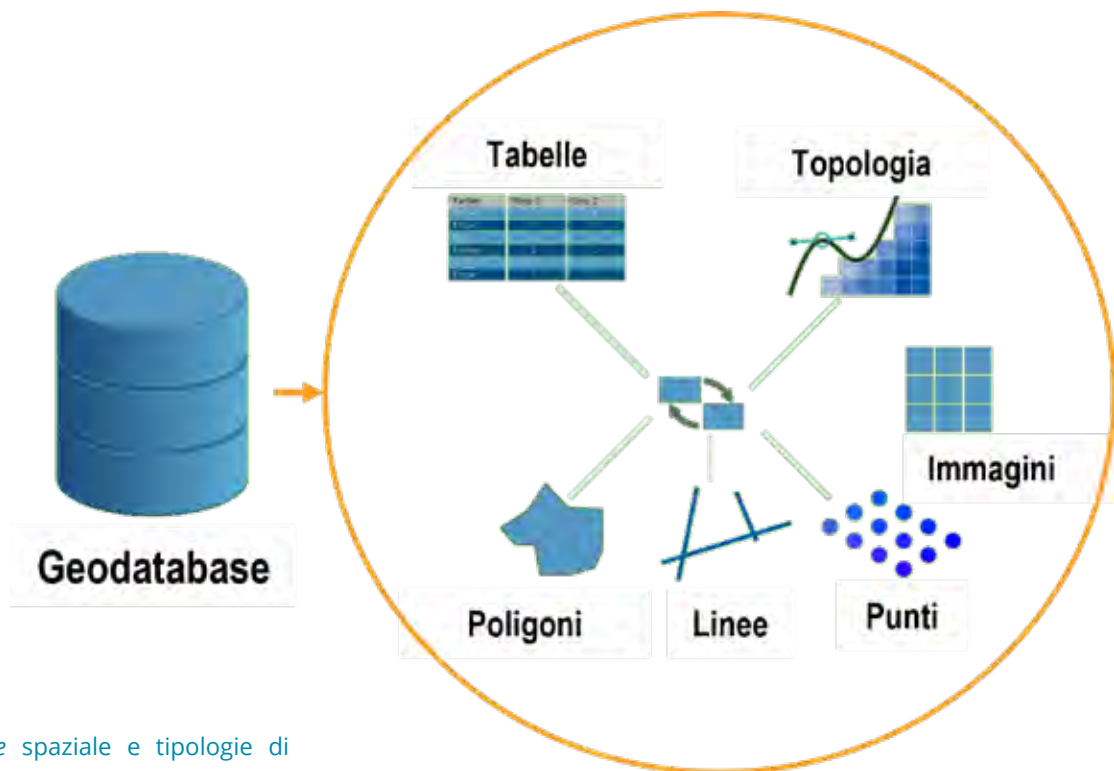 Tabelle
Topologia
Immagini
Geodatabase
Poligoni
Linee
Punti
e spaziale e tipologie di